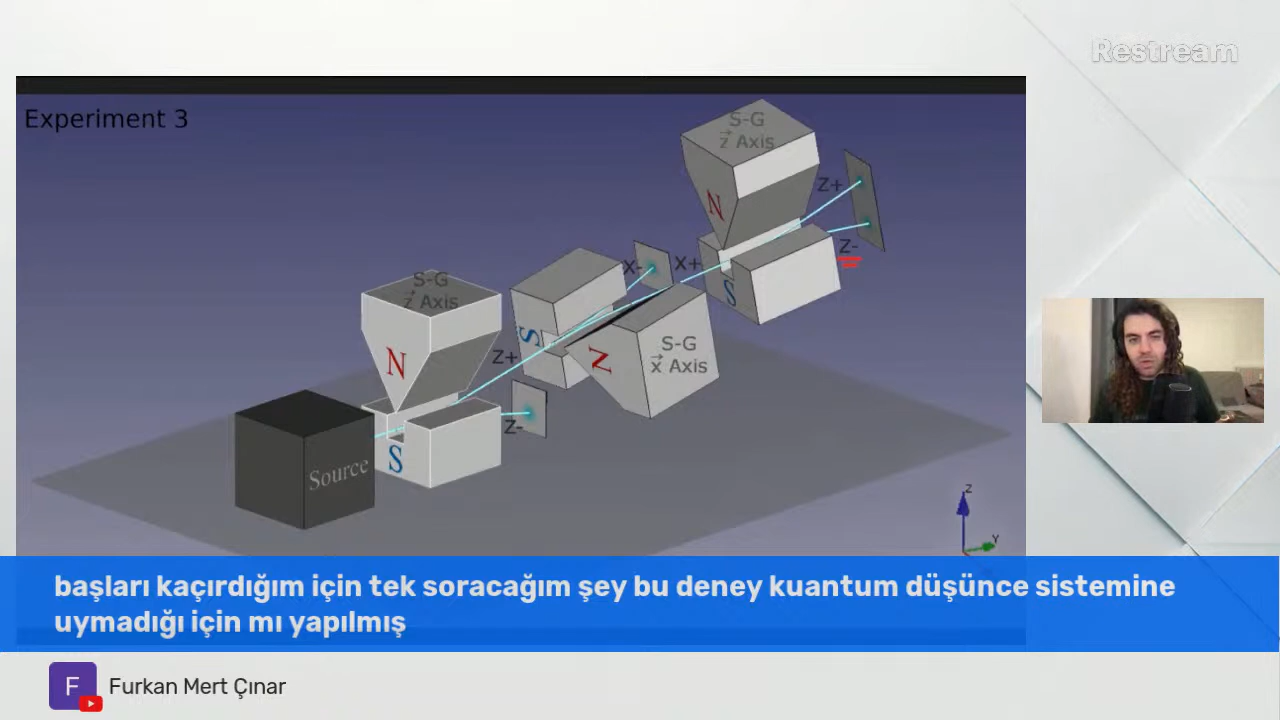 Restream
Experiment 3
S-G
z Axis
N
S
Source
Z+
Z-
S
N
S-G
x Axis
X-
X+
S-G
z Axis
N
S
Z+
Z-
Z
Y
başları kaçırdığım için tek soracağım şey bu deney kuantum düşünce sistemine
uymadığı için mı yapılmış
F
Furkan Mert Çınar